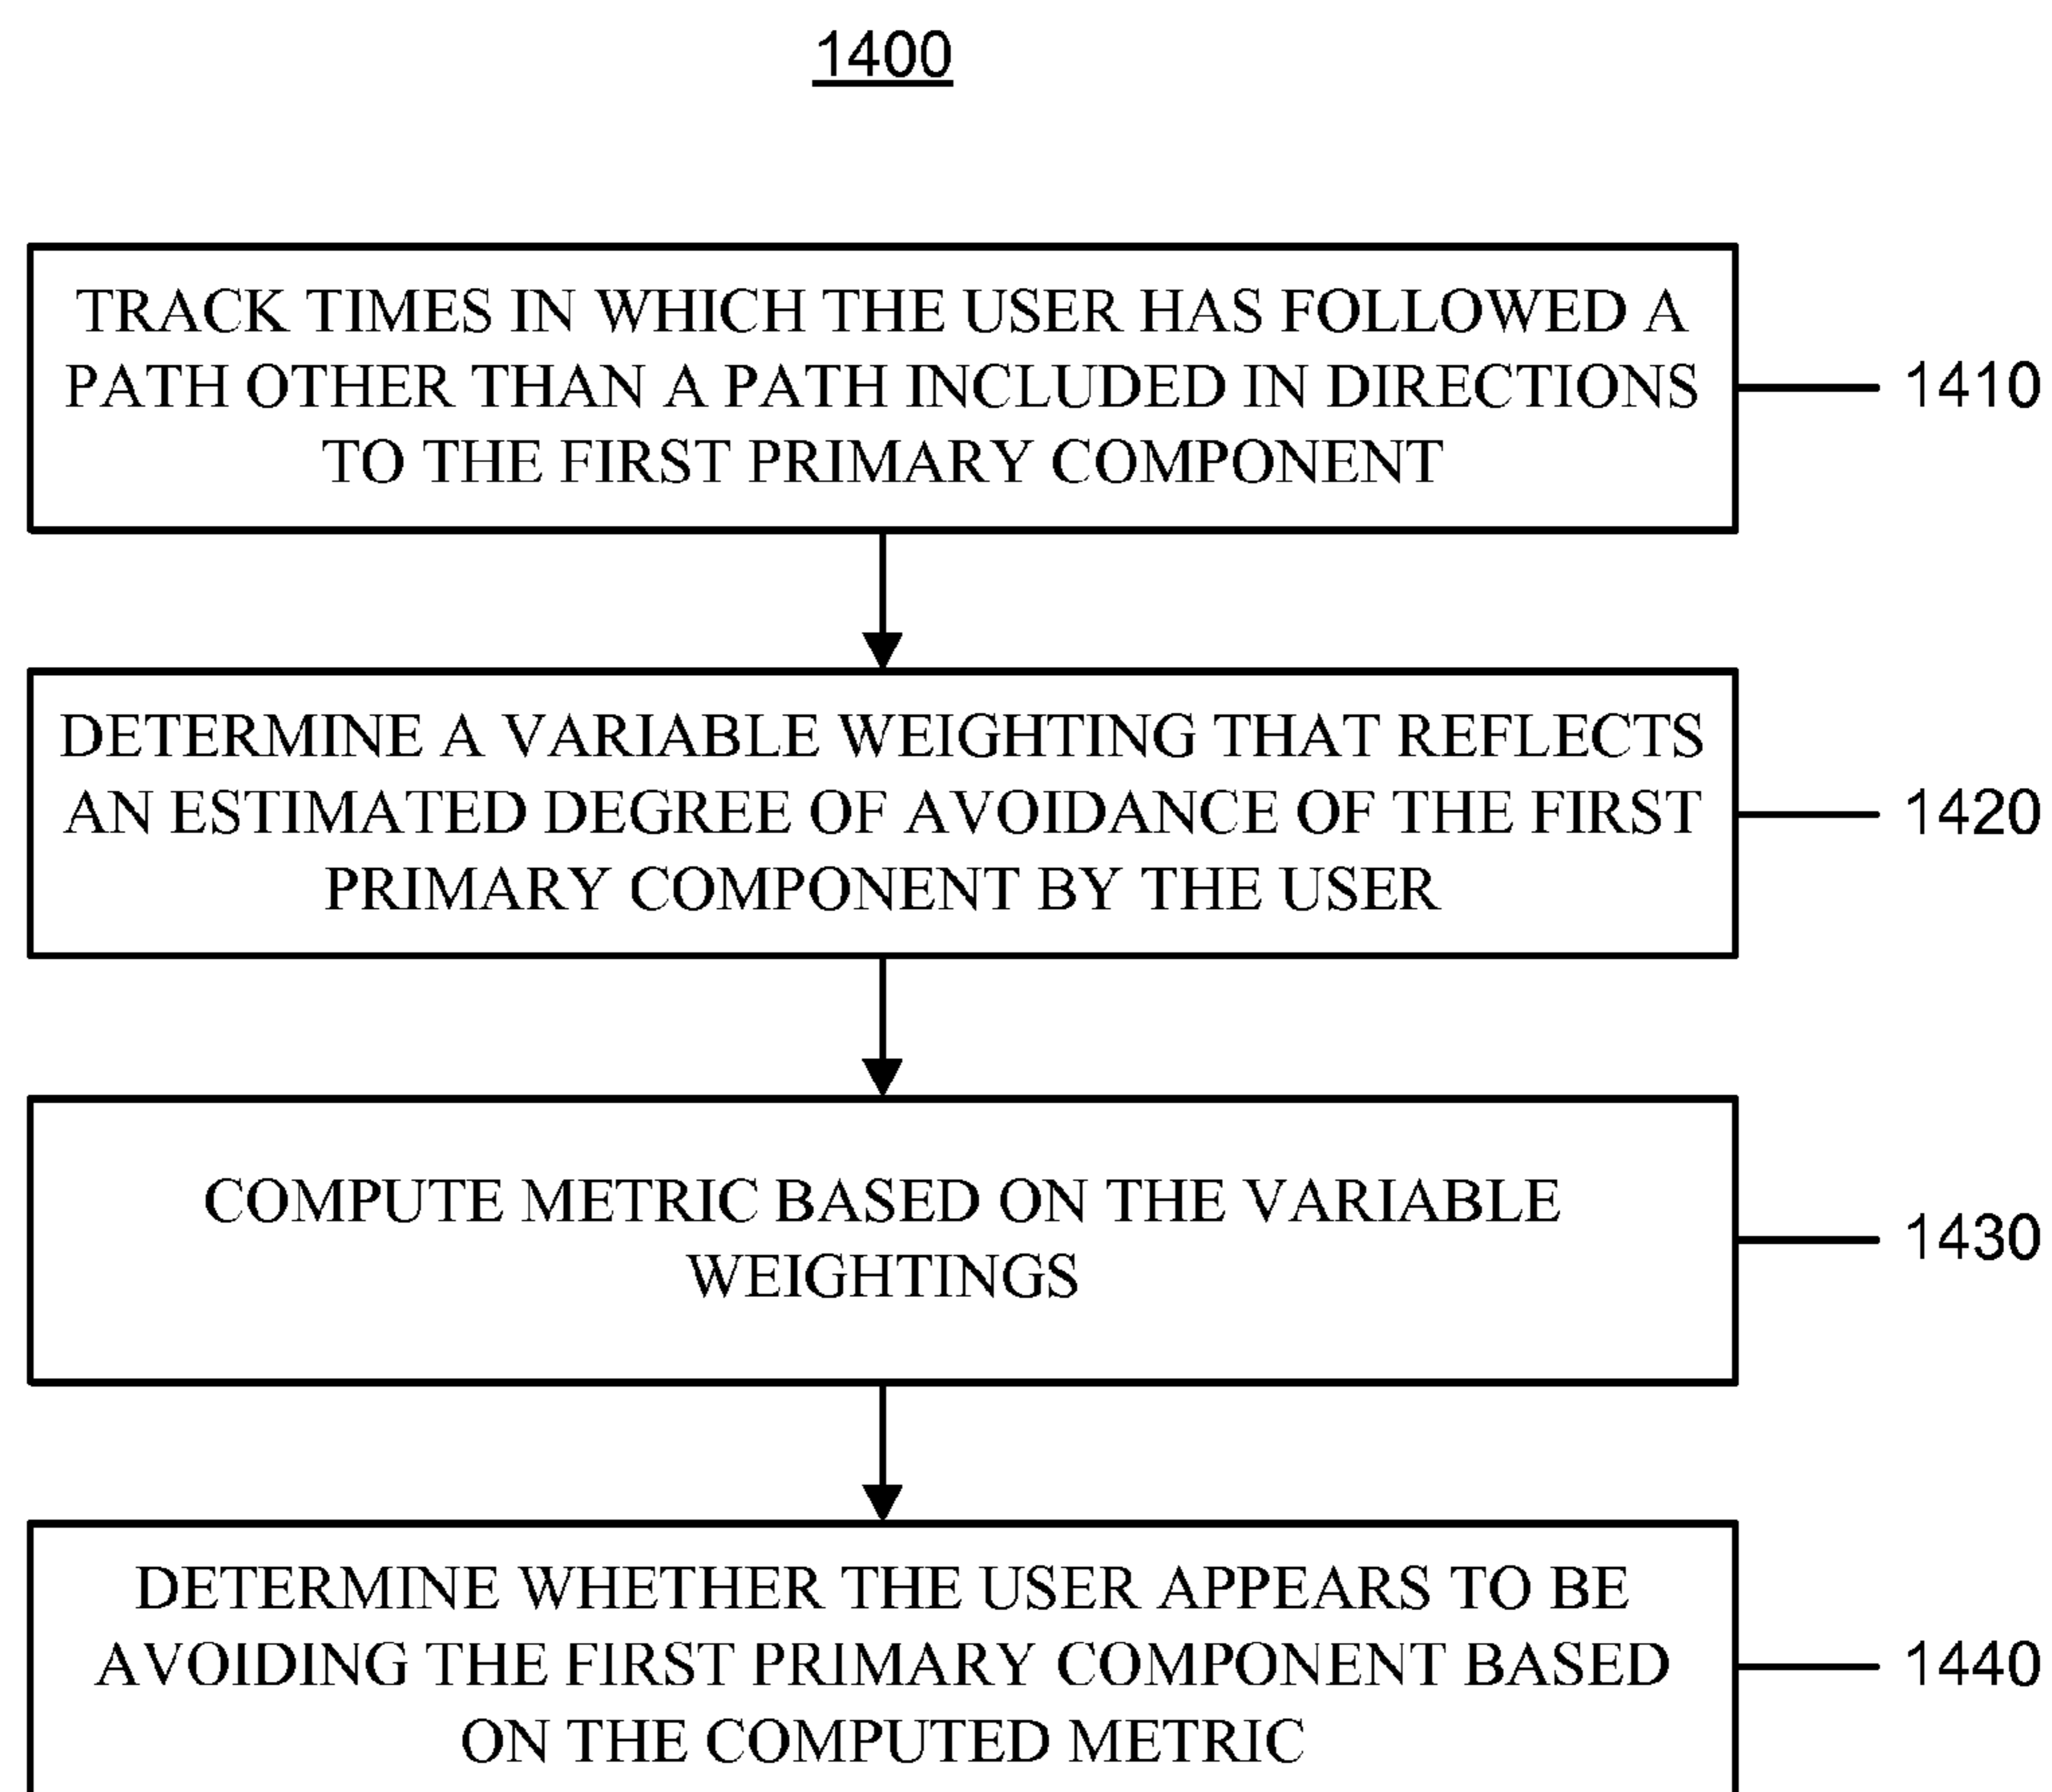 1400
TRACK TIMES IN WHICH THE USER HAS FOLLOWED A
PATH OTHER THAN A PATH INCLUDED IN DIRECTIONS
TO THE FIRST PRIMARY COMPONENT
1410
DETERMINE A VARIABLE WEIGHTING THAT REFLECTS
AN ESTIMATED DEGREE OF AVOIDANCE OF THE FIRST
PRIMARY COMPONENT BY THE USER
1420
COMPUTE METRIC BASED ON THE VARIABLE
WEIGHTINGS
1430
DETERMINE WHETHER THE USER APPEARS TO BE
AVOIDING THE FIRST PRIMARY COMPONENT BASED
ON THE COMPUTED METRIC
1440